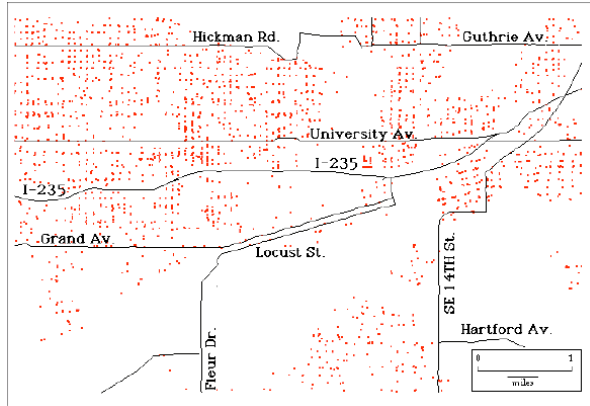 Hickman Rd.
Guthrie Av.
University Av.
I-235
I-235
Grand Av.
Locust St.
SE 14TH St.
Fleur Dr.
Hartford Av.
0 1
miles